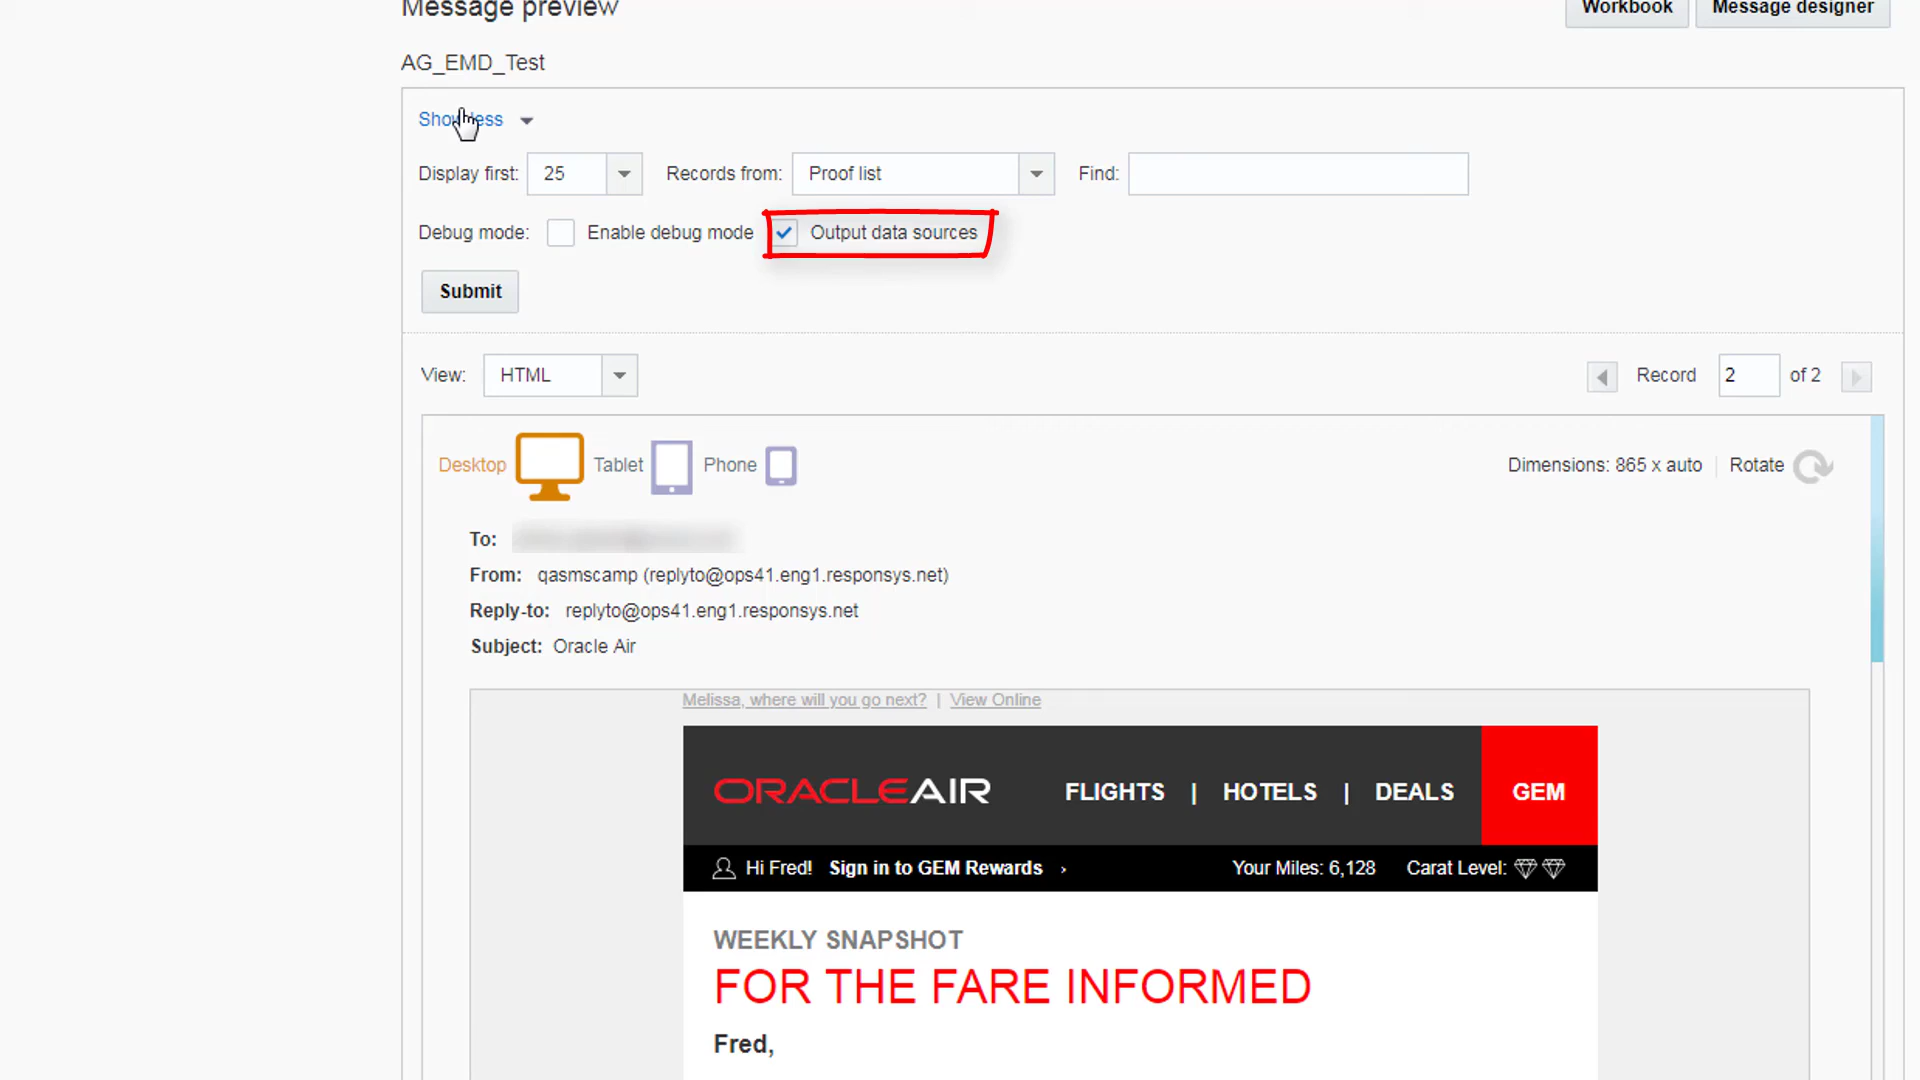 Message preview
Workbook
Message designer
AG_EMD_Test
Show less
Display first: 25 Records from: Proof list Find:
Debug mode: Enable debug mode Output data sources
Submit
View: HTML
Record 2 of 2
Desktop Tablet Phone
Dimensions: 865 x auto Rotate
To:
From: qasmscamp (replyto@ops41.eng1.responsys.net)
Reply-to: replyto@ops41.eng1.responsys.net
Subject: Oracle Air
Melissa, where will you go next? | View Online
ORACLEAIR FLIGHTS | HOTELS | DEALS GEM
Hi Fred! Sign in to GEM Rewards › Your Miles: 6,128 Carat Level:
WEEKLY SNAPSHOT
FOR THE FARE INFORMED
Fred,